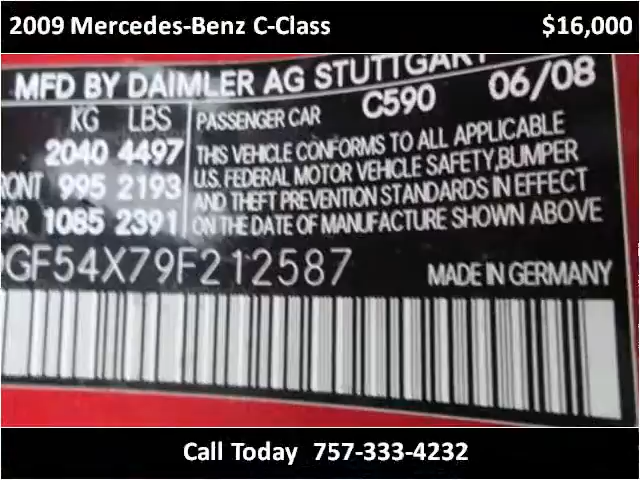 2009 Mercedes-Benz C-Class $16,000
MFD BY DAIMLER AG STUTTGART
KG LBS PASSENGER CAR C590 06/08
2040 4497 THIS VEHICLE CONFORMS TO ALL APPLICABLE
RONT 995 2193 U.S. FEDERAL MOTOR VEHICLE SAFETY,BUMPER
AR 1085 2391 AND THEFT PREVENTION STANDARDS IN EFFECT
ON THE DATE OF MANUFACTURE SHOWN ABOVE
GF54X79F212587 MADE IN GERMANY
Call Today 757-333-4232